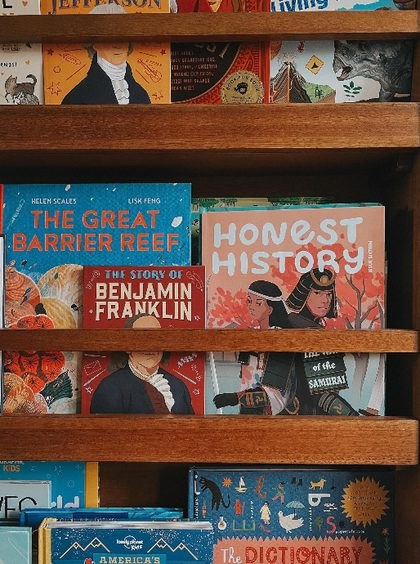 JEFFERSON
Living
HELEN SCALES
LISK FENG
THE GREAT
BARRIER REEF
HONEST
HISTORY
THE STORY OF
BENJAMIN
FRANKLIN
of the
SAMURAI
KIDS
lonely planet KIDS
AMERICA'S
The DICTIONARY